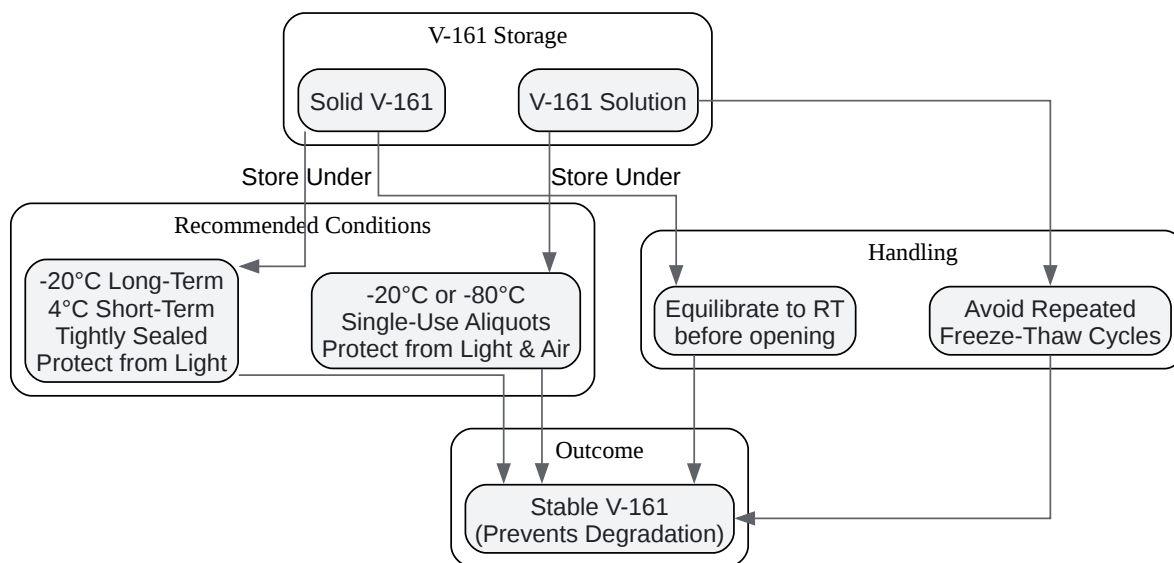 V-161 Storage
Solid V-161
V-161 Solution
Store Under
Store Under
Recommended Conditions
-20°C Long-Term
4°C Short-Term
Tightly Sealed
Protect from Light
-20°C or -80°C
Single-Use Aliquots
Protect from Light & Air
Handling
Equilibrate to RT
before opening
Avoid Repeated
Freeze-Thaw Cycles
Outcome
Stable V-161
(Prevents Degradation)